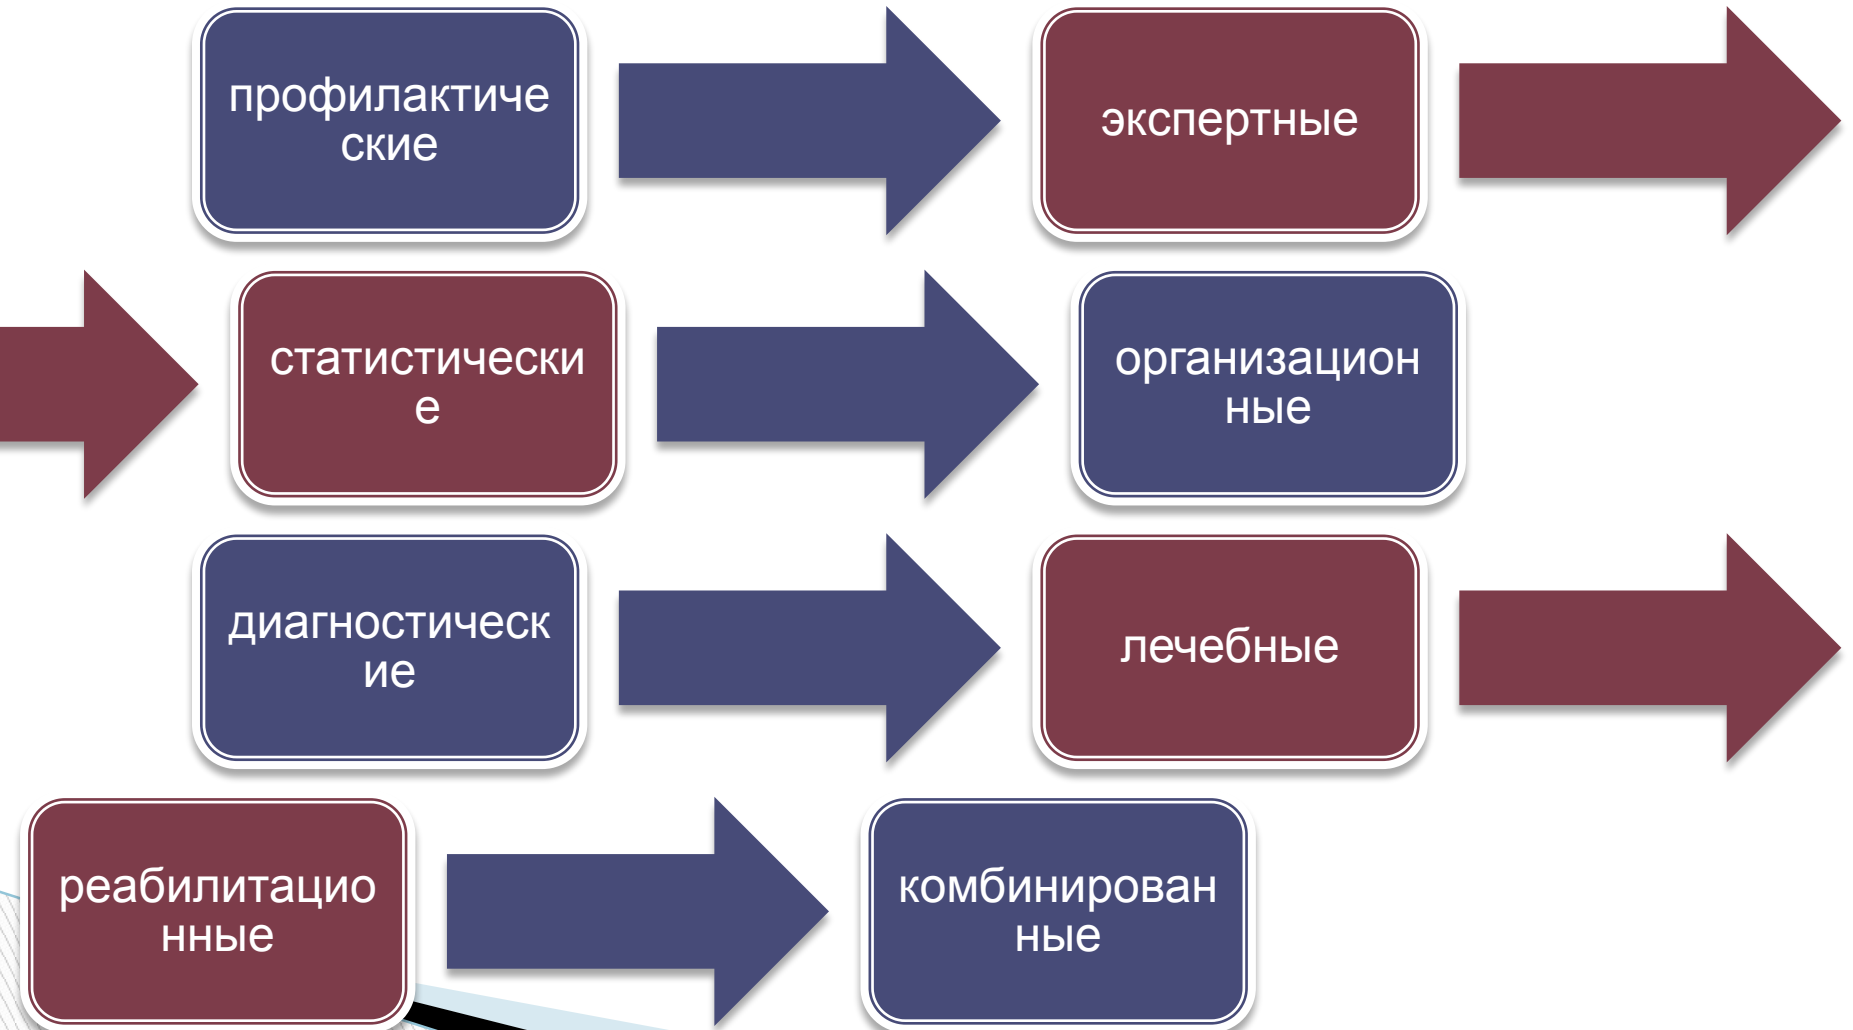 профилактиче
ские
экспертные
статистически
е
организацион
ные
диагностическ
ие
лечебные
реабилитацио
нные
комбинирован
ные